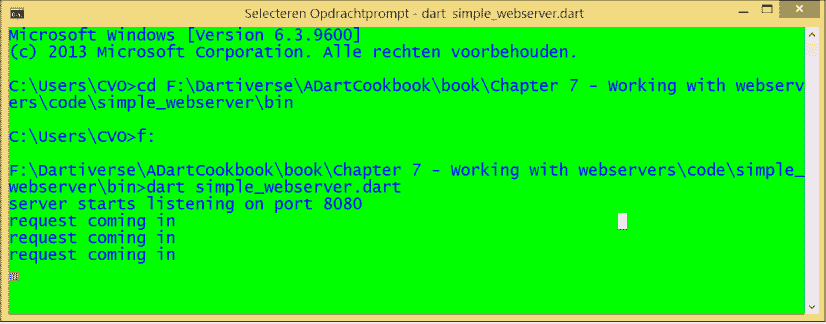 Selecteren Opdrachtprompt - dart simple_webserver.dart
Microsoft Windows [Version 6.3.9600]
(c) 2013 Microsoft Corporation. Alle rechten voorbehouden.
C:\Users\CVO>cd F:\Dartiverse\ADartCookbook\book\Chapter 7 - Working with webserv
ers\code\simple_webserver\bin
C:\Users\CVO>f:
F:\Dartiverse\ADartCookbook\book\Chapter 7 - Working with webservers\code\simple_
webserver\bin>dart simple_webserver.dart
server starts listening on port 8080
request coming in
request coming in
request coming in